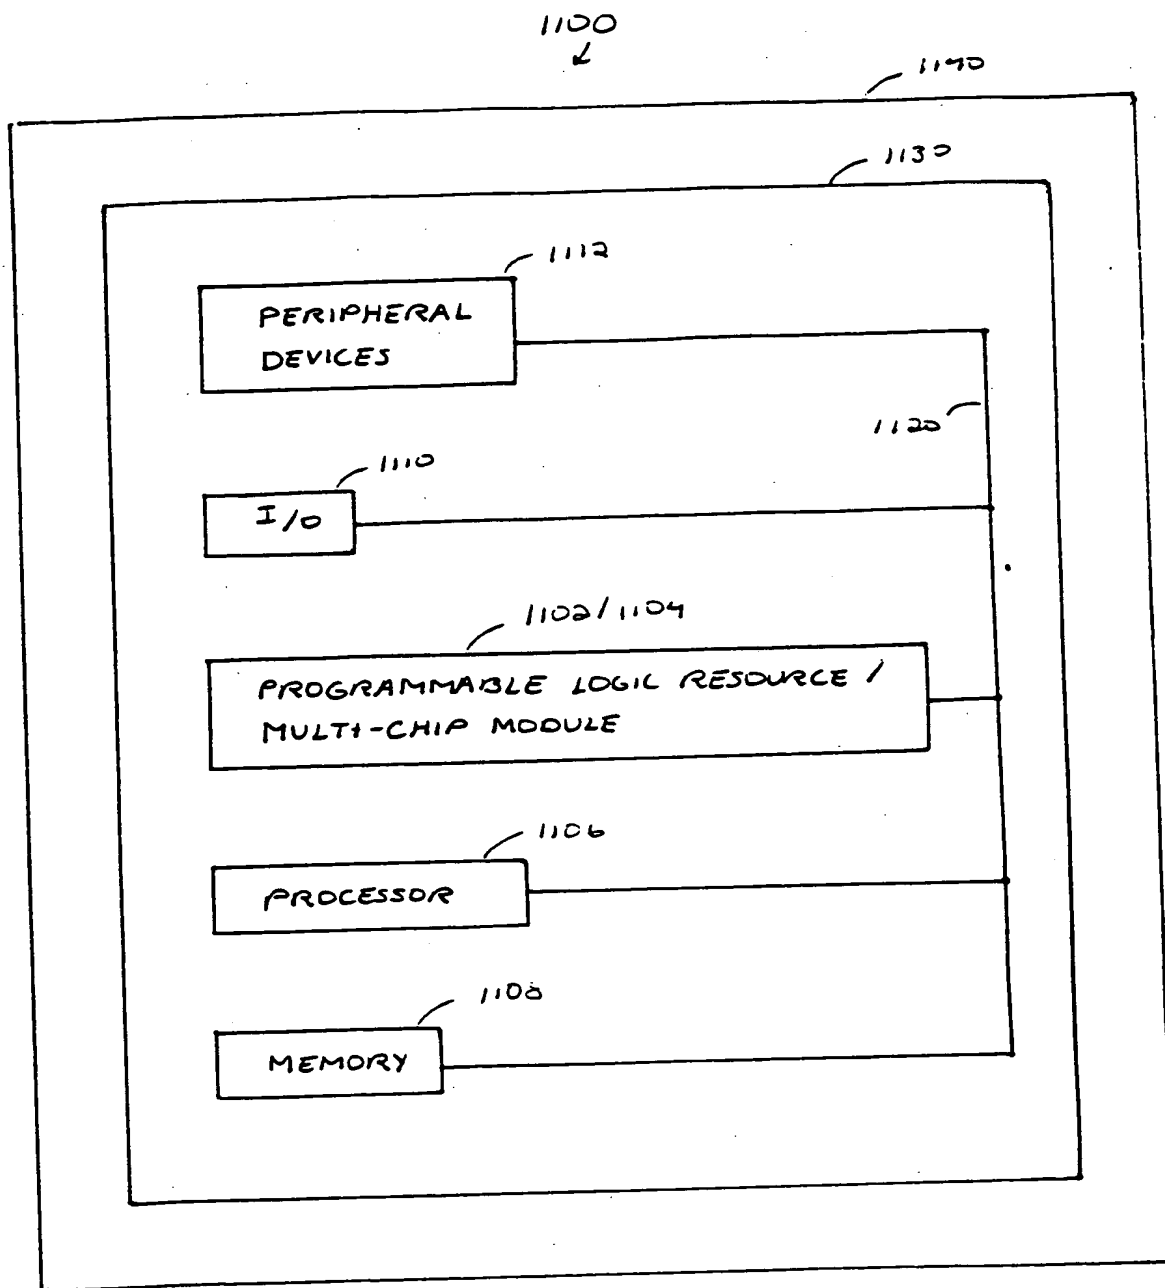 1100
1140
1130
1112
PERIPHERAL
DEVICES
1120
1110
I/O
1102/1104
PROGRAMMABLE LOGIC RESOURCE /
MULTI-CHIP MODULE
1106
PROCESSOR
1108
MEMORY